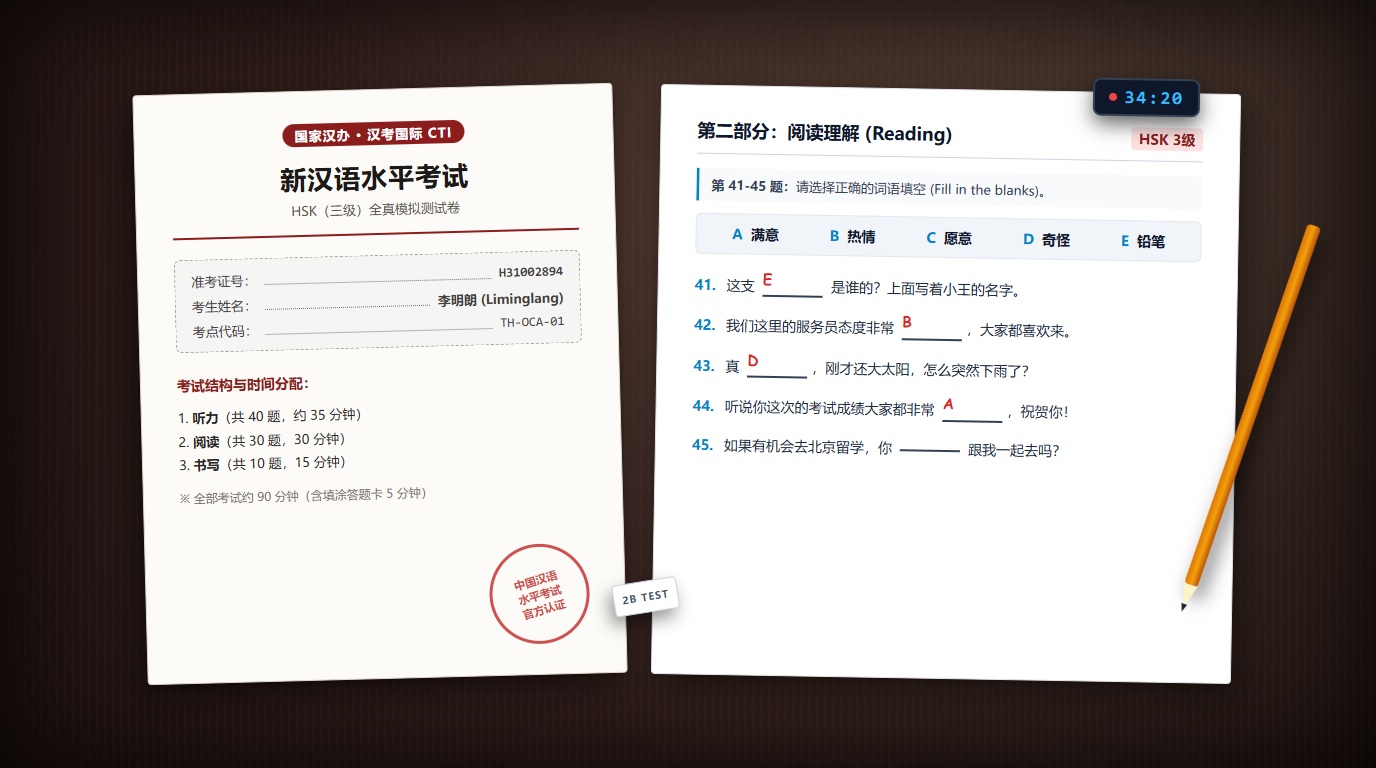 国家汉办 · 汉考国际 CTI
新汉语水平考试
HSK（三级）全真模拟测试卷
准考证号： H31002894
考生姓名： 李明朗 (Liminglang)
考点代码： TH-OCA-01
考试结构与时间分配：
1. 听力（共 40 题，约 35 分钟）
2. 阅读（共 30 题，30 分钟）
3. 书写（共 10 题，15 分钟）
※ 全部考试约 90 分钟（含填涂答题卡 5 分钟）
中国汉语
水平考试
官方认证
2B TEST
34:20
第二部分：阅读理解 (Reading)
HSK 3级
第 41-45 题：请选择正确的词语填空 (Fill in the blanks)。
A 满意 B 热情 C 愿意 D 奇怪 E 铅笔
41. 这支 E 是谁的？上面写着小王的名字。
42. 我们这里的服务员态度非常 B ，大家都喜欢来。
43. 真 D ，刚才还大太阳，怎么突然下雨了？
44. 听说你这次的考试成绩大家都非常 A ，祝贺你！
45. 如果有机会去北京留学，你 ______ 跟我一起去吗？